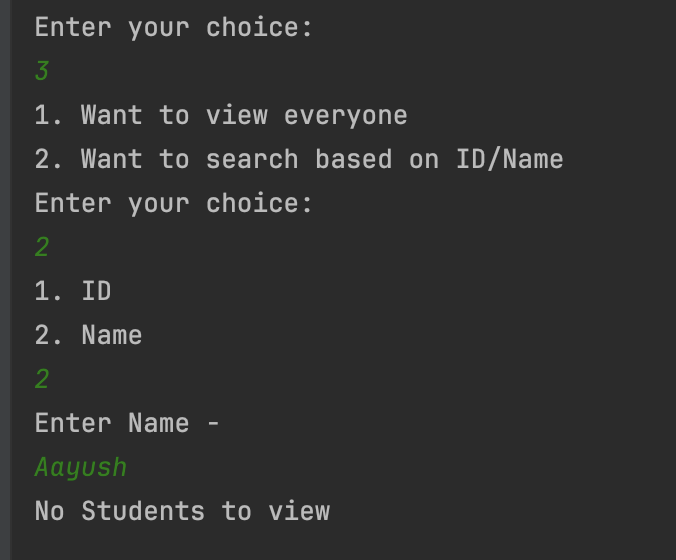 Enter your choice:
3
1. Want to view everyone
2. Want to search based on ID/Name
Enter your choice:
2
1. ID
2. Name
2
Enter Name -
Aayush
No Students to view